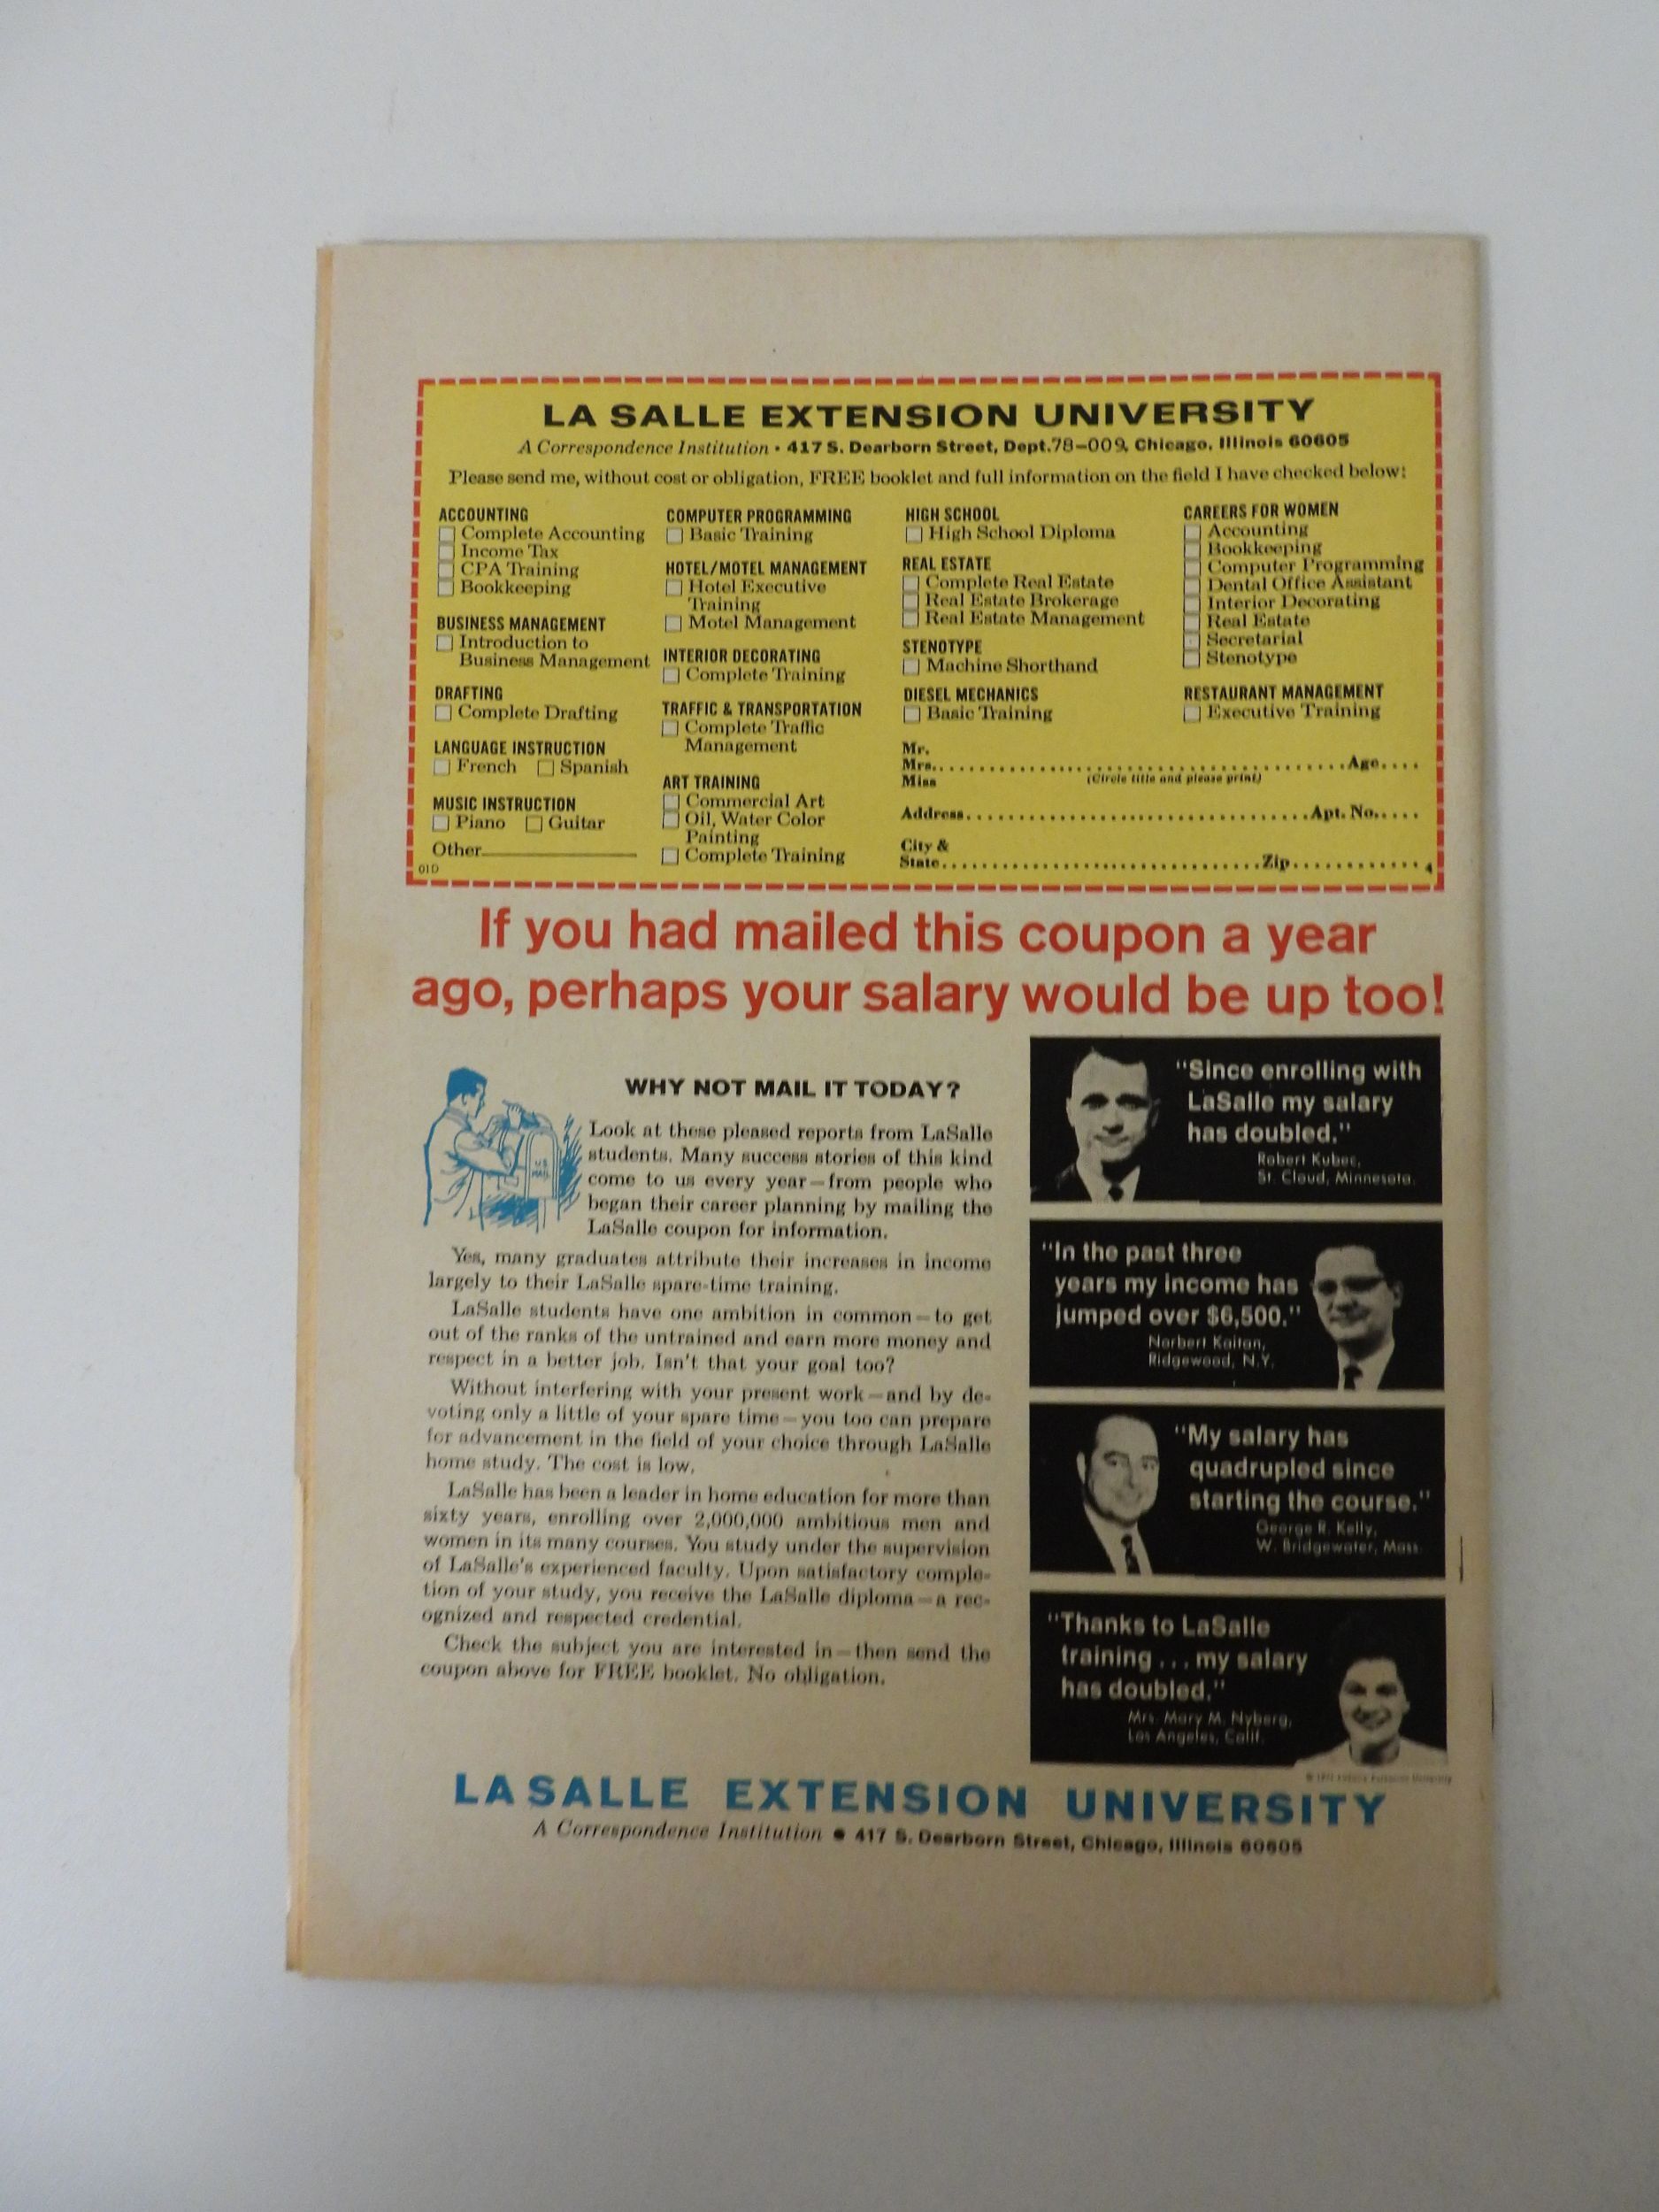 LA SALLE EXTENSION UNIVERSITY
A Correspondence Institution • 417 S. Dearborn Street, Dept. 78-009, Chicago, Illinois 60605
Please send me, without cost or obligation, FREE booklet and full information on the field I have checked below:
ACCOUNTING
Complete Accounting
Income Tax
CPA Training
Bookkeeping
BUSINESS MANAGEMENT
Introduction to
Business Management
DRAFTING
Complete Drafting
LANGUAGE INSTRUCTION
French Spanish
MUSIC INSTRUCTION
Piano Guitar
Other
01D
COMPUTER PROGRAMMING
Basic Training
HOTEL/MOTEL MANAGEMENT
Hotel Executive
Training
Motel Management
INTERIOR DECORATING
Complete Training
TRAFFIC & TRANSPORTATION
Complete Traffic
Management
ART TRAINING
Commercial Art
Oil, Water Color
Painting
Complete Training
HIGH SCHOOL
High School Diploma
REAL ESTATE
Complete Real Estate
Real Estate Brokerage
Real Estate Management
STENOTYPE
Machine Shorthand
DIESEL MECHANICS
Basic Training
CAREERS FOR WOMEN
Accounting
Bookkeeping
Computer Programming
Dental Office Assistant
Interior Decorating
Real Estate
Secretarial
Stenotype
RESTAURANT MANAGEMENT
Executive Training
Mr.
Mrs. Age
Miss (Circle title and please print)
Address Apt. No.
City &
State Zip 4
If you had mailed this coupon a year
ago, perhaps your salary would be up too!
WHY NOT MAIL IT TODAY?
U.S.
MAIL
Look at these pleased reports from LaSalle
students. Many success stories of this kind
come to us every year—from people who
began their career planning by mailing the
LaSalle coupon for information.
Yes, many graduates attribute their increases in income
largely to their LaSalle spare-time training.
LaSalle students have one ambition in common—to get
out of the ranks of the untrained and earn more money and
respect in a better job. Isn't that your goal too?
Without interfering with your present work—and by de-
voting only a little of your spare time—you too can prepare
for advancement in the field of your choice through LaSalle
home study. The cost is low.
LaSalle has been a leader in home education for more than
sixty years, enrolling over 2,000,000 ambitious men and
women in its many courses. You study under the supervision
of LaSalle's experienced faculty. Upon satisfactory comple-
tion of your study, you receive the LaSalle diploma—a rec-
ognized and respected credential.
Check the subject you are interested in—then send the
coupon above for FREE booklet. No obligation.
"Since enrolling with
LaSalle my salary
has doubled."
Robert Kubec,
St. Cloud, Minnesota.
"In the past three
years my income has
jumped over $6,500."
Norbert Kaitan,
Ridgewood, N.Y.
"My salary has
quadrupled since
starting the course."
George R. Kelly,
W. Bridgewater, Mass.
"Thanks to LaSalle
training...my salary
has doubled."
Mrs. Mary M. Nyberg,
Los Angeles, Calif.
LASALLE EXTENSION UNIVERSITY
A Correspondence Institution • 417 S. Dearborn Street, Chicago, Illinois 60605